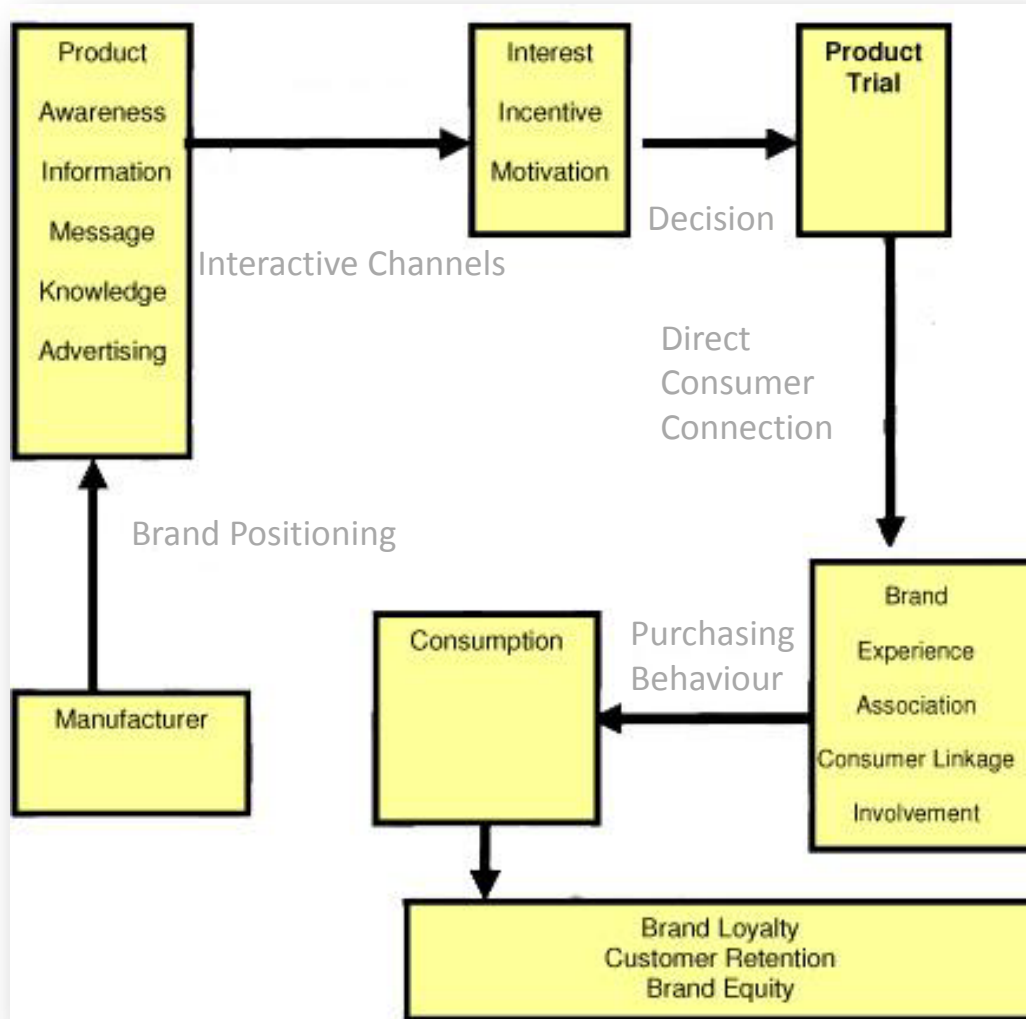 Product
Awareness
Information
Message
Knowledge
Advertising
Interactive Channels
Interest
Incentive
Motivation
Decision
Product
Trial
Direct
Consumer
Connection
Brand Positioning
Manufacturer
Brand
Experience
Association
Consumer Linkage
Involvement
Purchasing
Behaviour
Consumption
Brand Loyalty
Customer Retention
Brand Equity